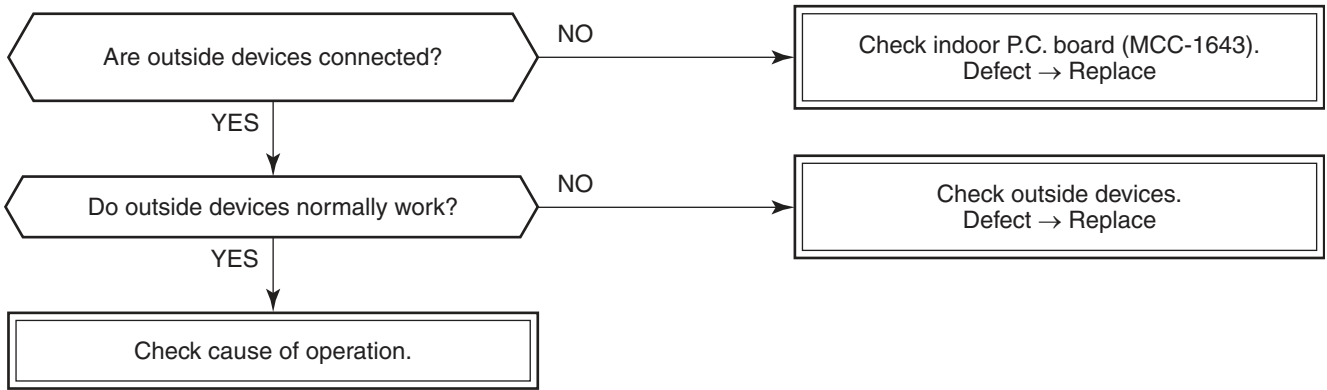 Are outside devices connected?
NO
Check indoor P.C. board (MCC-1643).
Defect → Replace
YES
Do outside devices normally work?
NO
Check outside devices.
Defect → Replace
YES
Check cause of operation.